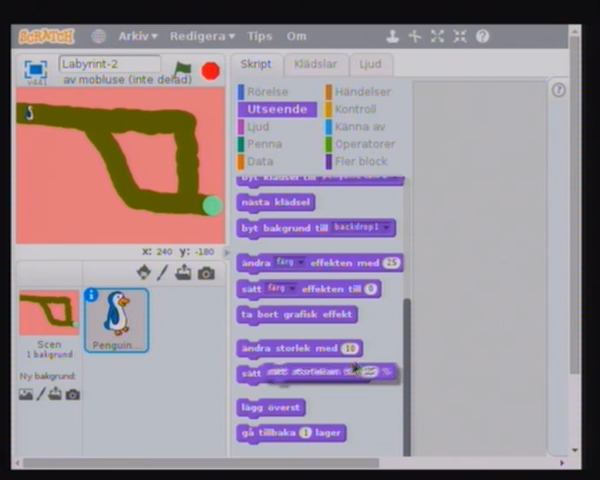 SCRATCH Arkiv Redigera Tips Om
Labyrint-2
av mobluse (inte delad)
v441
Skript Klädslar Ljud
Rörelse Händelser
Utseende Kontroll
Ljud Känna av
Penna Operatorer
Data Fler block
nästa klädsel
byt bakgrund till backdrop1
ändra färg effekten med 25
sätt färg effekten till 0
ta bort grafisk effekt
ändra storlek med 10
sätt
lägg överst
gå tillbaka 1 lager
x: 240 y: -180
Scen
1 bakgrund
Penguin...
Ny bakgrund: